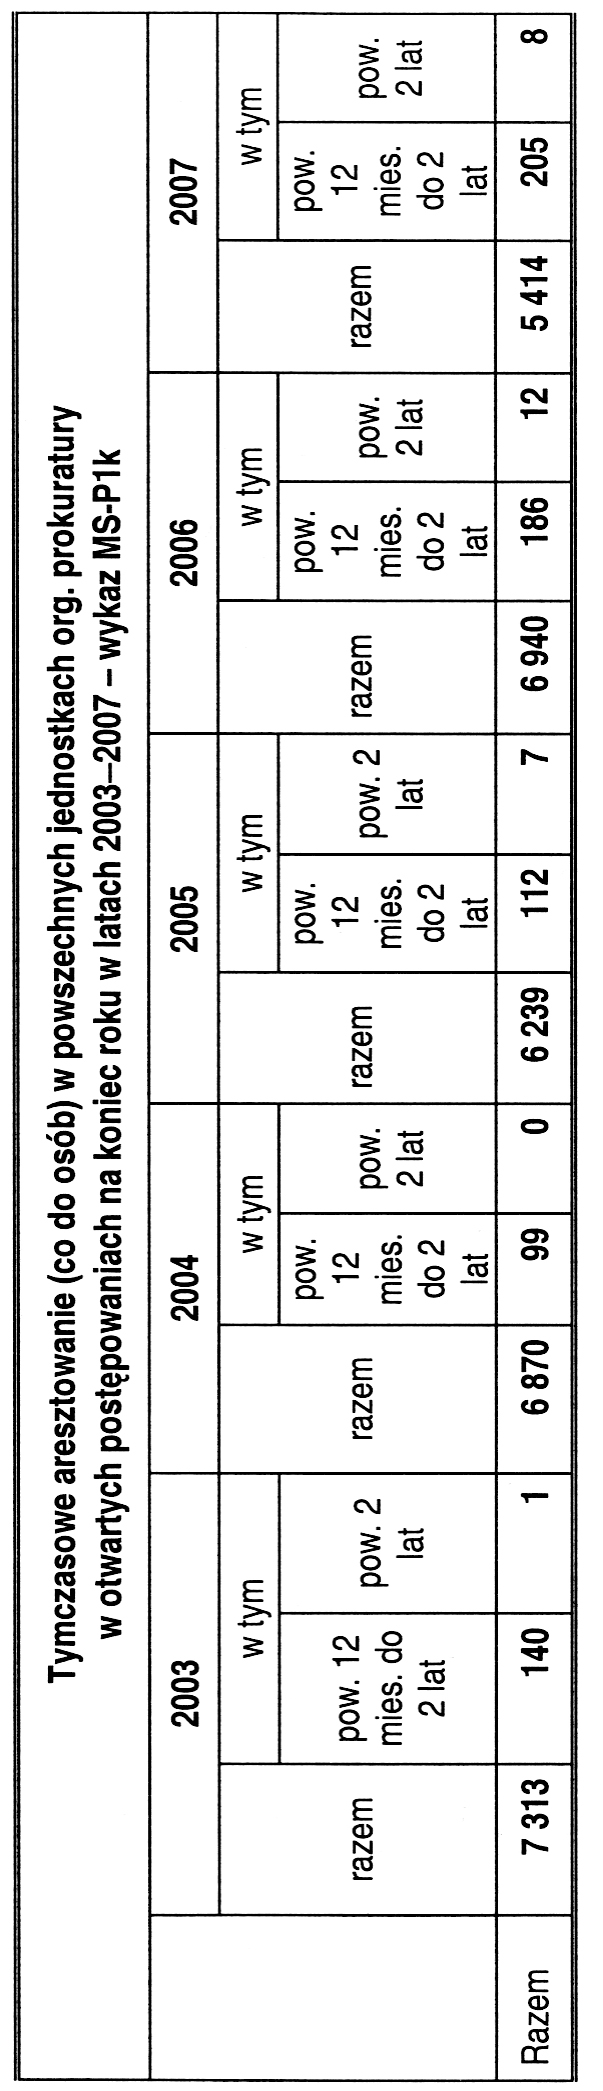 Tymczasowe aresztowanie (co do osób) w powszechnych jednostkach org. prokuratury
w otwartych postępowaniach na koniec roku w latach 2003–2007 – wykaz MS-P1k
2003 2004 2005 2006 2007
razem w tym razem w tym razem w tym razem w tym razem w tym
pow. 12
mies. do
2 lat
pow. 2
lat
pow.
12
mies.
do 2
lat
pow.
2 lat
pow.
12
mies.
do 2
lat
pow. 2
lat
pow.
12
mies.
do 2
lat
pow.
2 lat
pow.
12
mies.
do 2
lat
pow.
2 lat
Razem 7 313 140 1 6 870 99 0 6 239 112 7 6 940 186 12 5 414 205 8